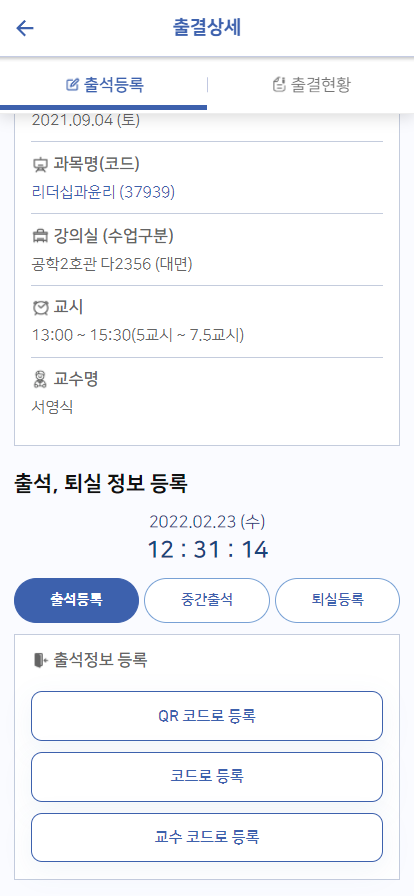 출결상세
출석등록
출결현황
2021.09.04 (토)
과목명(코드)
리더십과윤리 (37939)
강의실 (수업구분)
공학2호관 다2356 (대면)
교시
13:00 ~ 15:30(5교시 ~ 7.5교시)
교수명
서영식
출석, 퇴실 정보 등록
2022.02.23 (수)
12 : 31 : 14
출석등록
중간출석
퇴실등록
출석정보 등록
QR 코드로 등록
코드로 등록
교수 코드로 등록